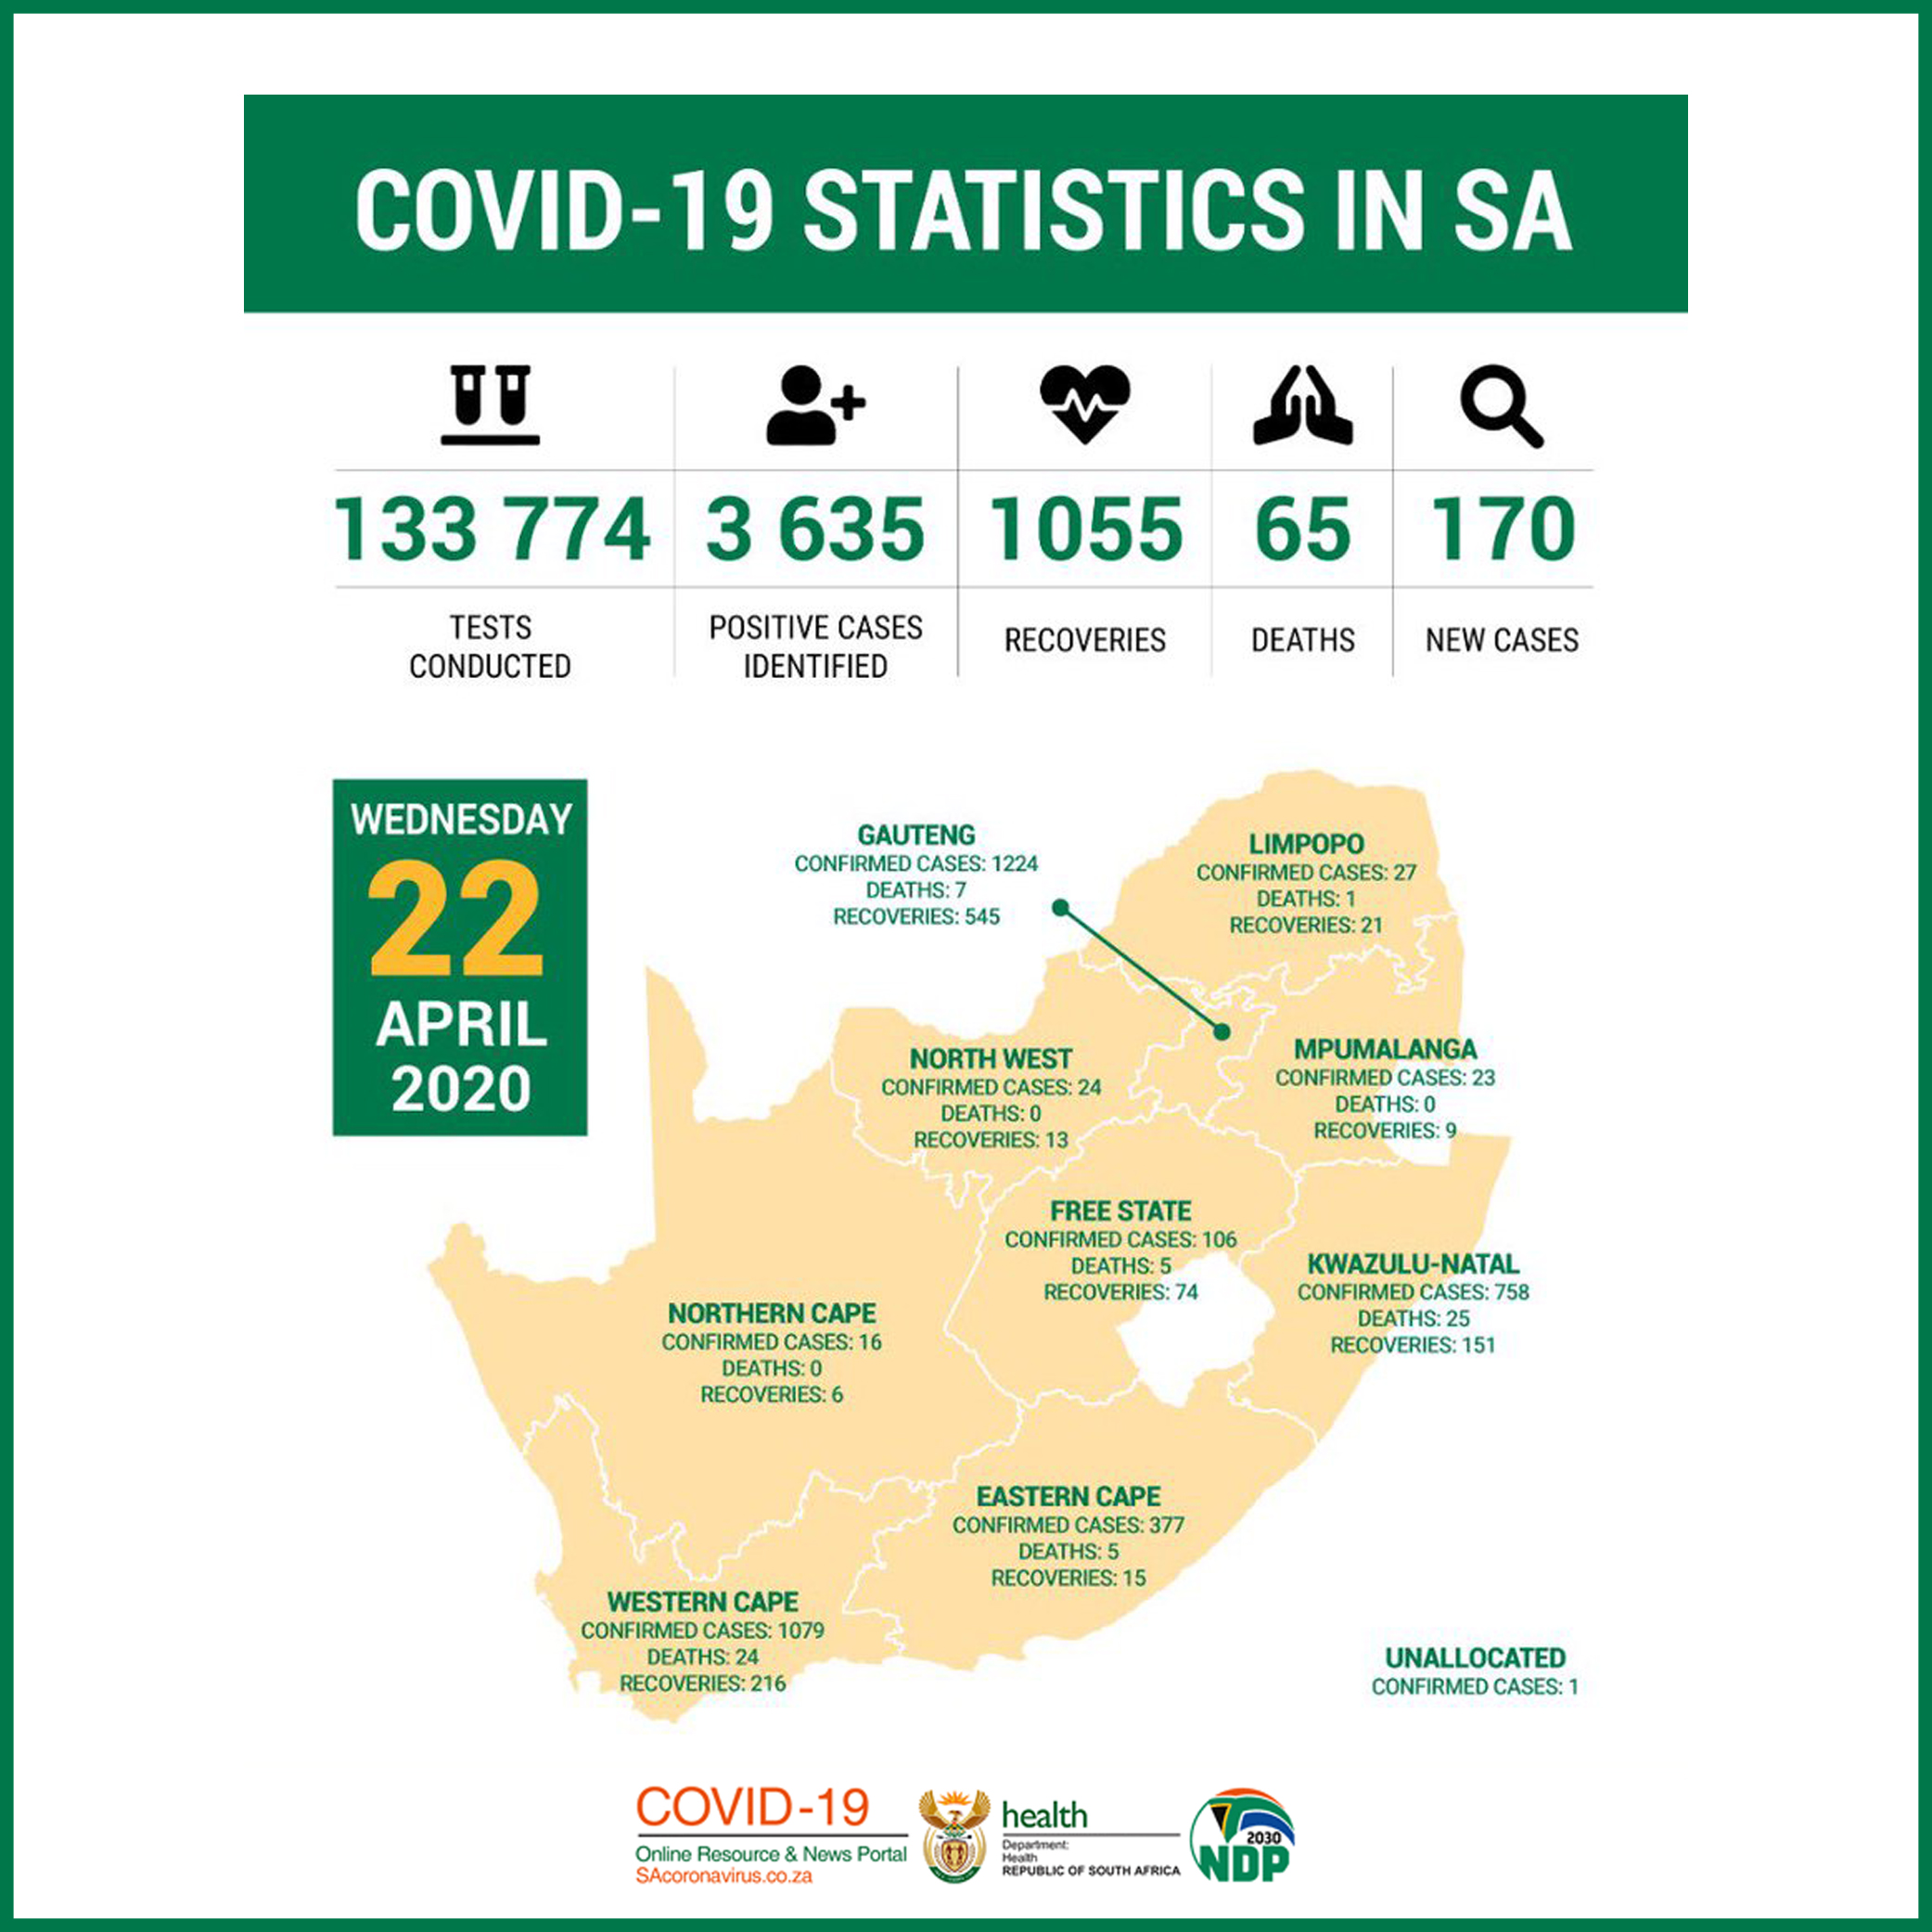 COVID-19 STATISTICS IN SA
133 774
3 635
1055
65
170
TESTS
CONDUCTED
POSITIVE CASES
IDENTIFIED
RECOVERIES
DEATHS
NEW CASES
WEDNESDAY
22
APRIL
2020
GAUTENG
CONFIRMED CASES: 1224
DEATHS: 7
RECOVERIES: 545
LIMPOPO
CONFIRMED CASES: 27
DEATHS: 1
RECOVERIES: 21
NORTH WEST
CONFIRMED CASES: 24
DEATHS: 0
RECOVERIES: 13
MPUMALANGA
CONFIRMED CASES: 23
DEATHS: 0
RECOVERIES: 9
FREE STATE
CONFIRMED CASES: 106
DEATHS: 5
RECOVERIES: 74
KWAZULU-NATAL
CONFIRMED CASES: 758
DEATHS: 25
RECOVERIES: 151
NORTHERN CAPE
CONFIRMED CASES: 16
DEATHS: 0
RECOVERIES: 6
EASTERN CAPE
CONFIRMED CASES: 377
DEATHS: 5
RECOVERIES: 15
WESTERN CAPE
CONFIRMED CASES: 1079
DEATHS: 24
RECOVERIES: 216
UNALLOCATED
CONFIRMED CASES: 1
COVID-19
Online Resource & News Portal
SAcoronavirus.co.za
health
Department:
Health
REPUBLIC OF SOUTH AFRICA
2030
NDP